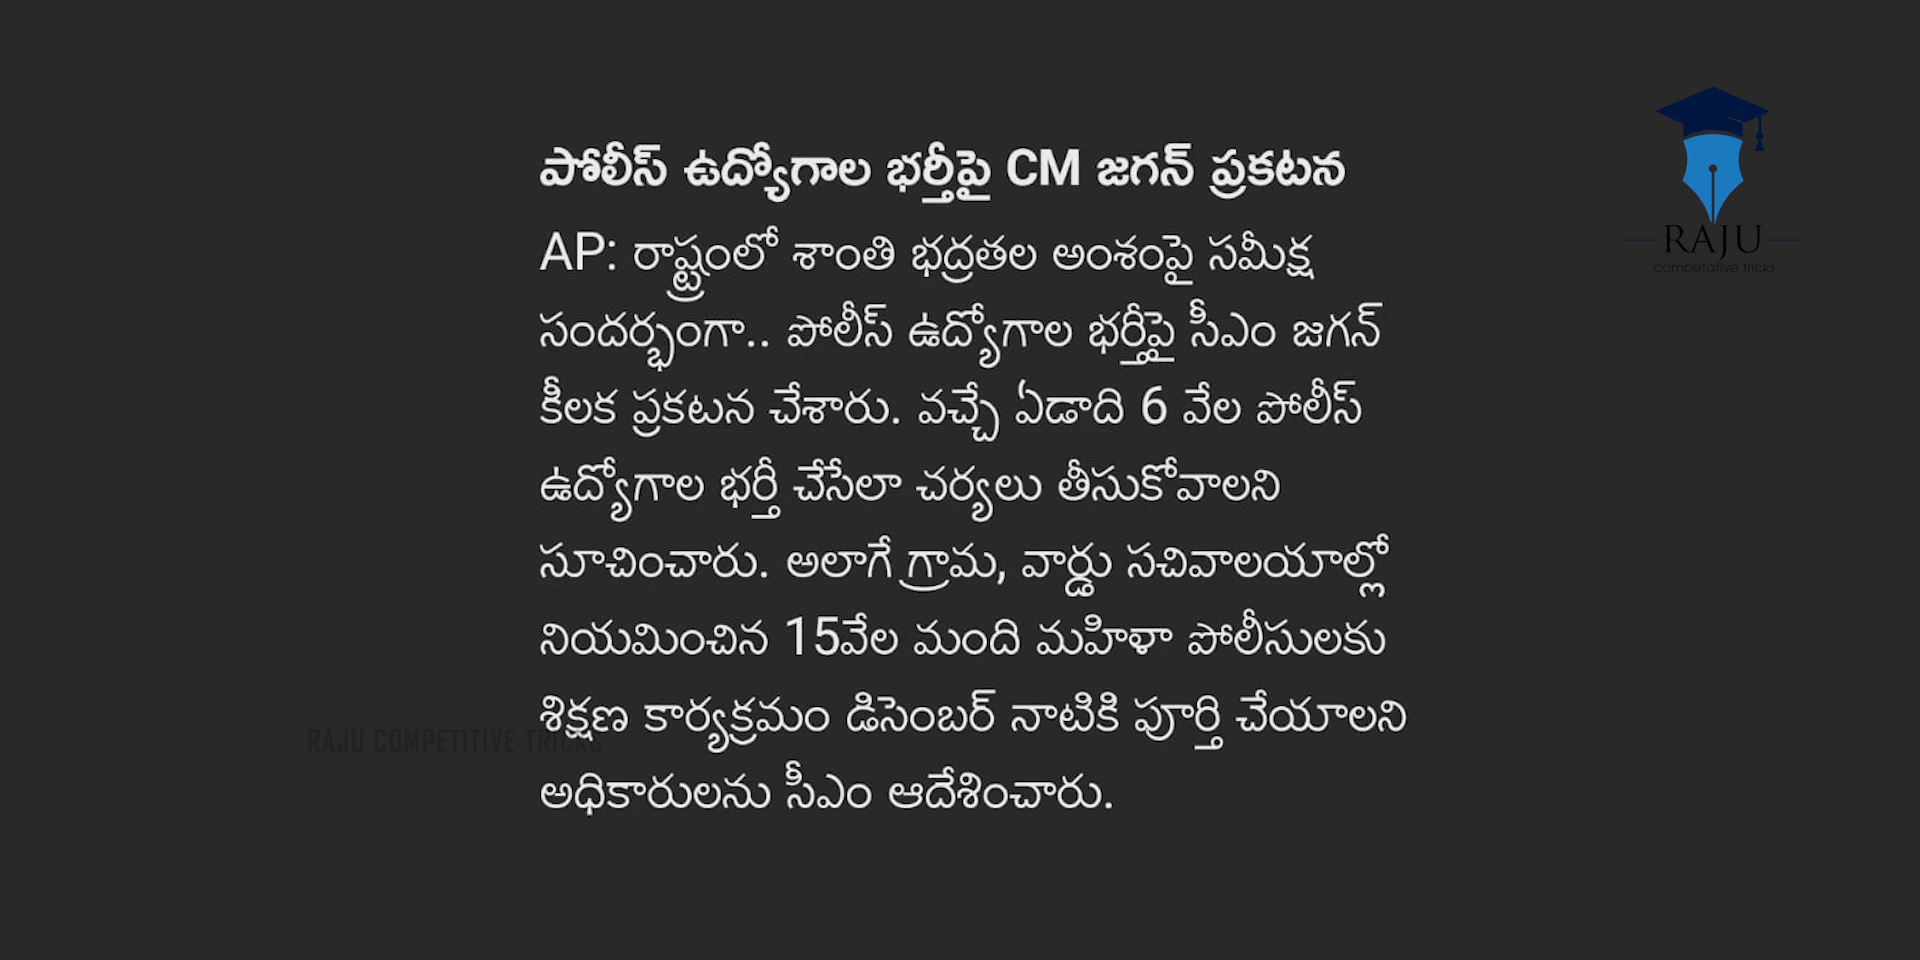 పోలీస్ ఉద్యోగాల భర్తీపై CM జగన్ ప్రకటన
AP: రాష్ట్రంలో శాంతి భద్రతల అంశంపై సమీక్ష
సందర్భంగా.. పోలీస్ ఉద్యోగాల భర్తీపై సీఎం జగన్
కీలక ప్రకటన చేశారు. వచ్చే ఏడాది 6 వేల పోలీస్
ఉద్యోగాల భర్తీ చేసేలా చర్యలు తీసుకోవాలని
సూచించారు. అలాగే గ్రామ, వార్డు సచివాలయాల్లో
నియమించిన 15వేల మంది మహిళా పోలీసులకు
శిక్షణ కార్యక్రమం డిసెంబర్ నాటికి పూర్తి చేయాలని
అధికారులను సీఎం ఆదేశించారు.
RAJU
competative tricks
RAJU COMPETITIVE TRICKS